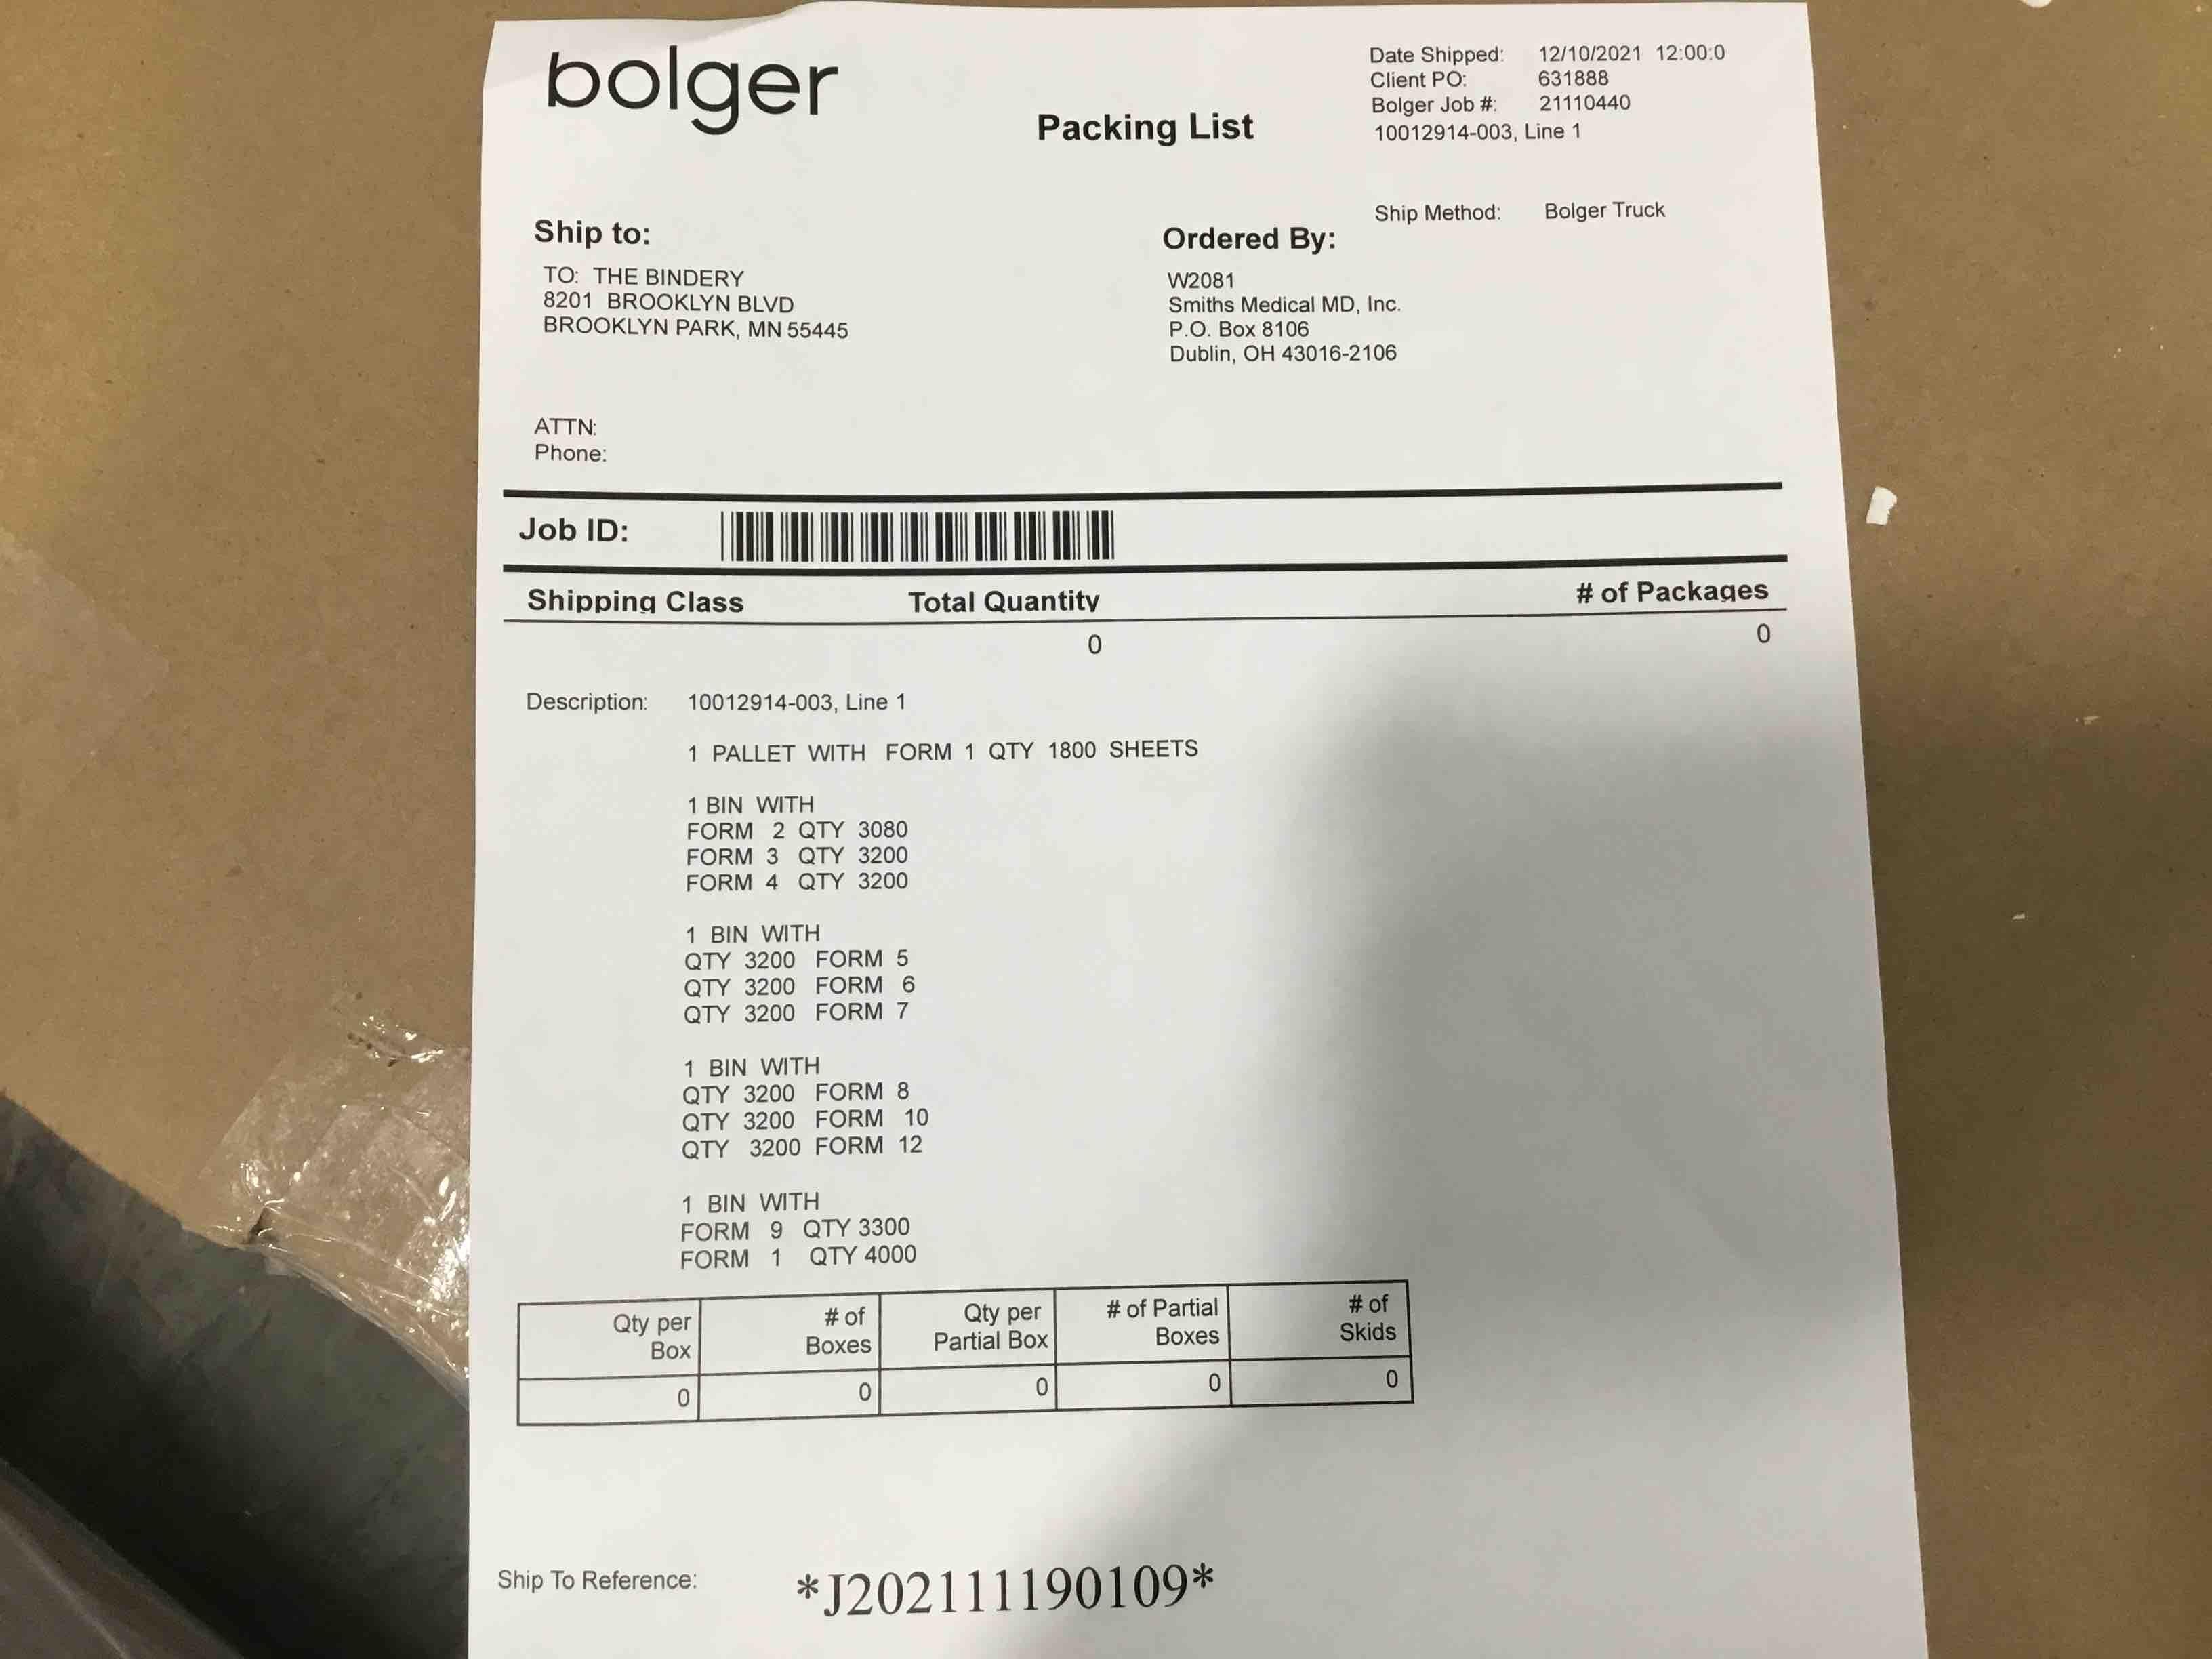 bolger
Packing List
Date Shipped: 12/10/2021 12:00:0
Client PO: 631888
Bolger Job #: 21110440
10012914-003, Line 1
Ship Method: Bolger Truck
Ship to:
TO: THE BINDERY
8201 BROOKLYN BLVD
BROOKLYN PARK, MN 55445
Ordered By:
W2081
Smiths Medical MD, Inc.
P.O. Box 8106
Dublin, OH 43016-2106
ATTN:
Phone:
Job ID:
Shipping Class Total Quantity # of Packages
0 0
Description: 10012914-003, Line 1
1 PALLET WITH FORM 1 QTY 1800 SHEETS
1 BIN WITH
FORM 2 QTY 3080
FORM 3 QTY 3200
FORM 4 QTY 3200
1 BIN WITH
QTY 3200 FORM 5
QTY 3200 FORM 6
QTY 3200 FORM 7
1 BIN WITH
QTY 3200 FORM 8
QTY 3200 FORM 10
QTY 3200 FORM 12
1 BIN WITH
FORM 9 QTY 3300
FORM 1 QTY 4000
Qty per Box # of Boxes Qty per Partial Box # of Partial Boxes # of Skids
0 0 0 0 0
Ship To Reference: *J202111190109*